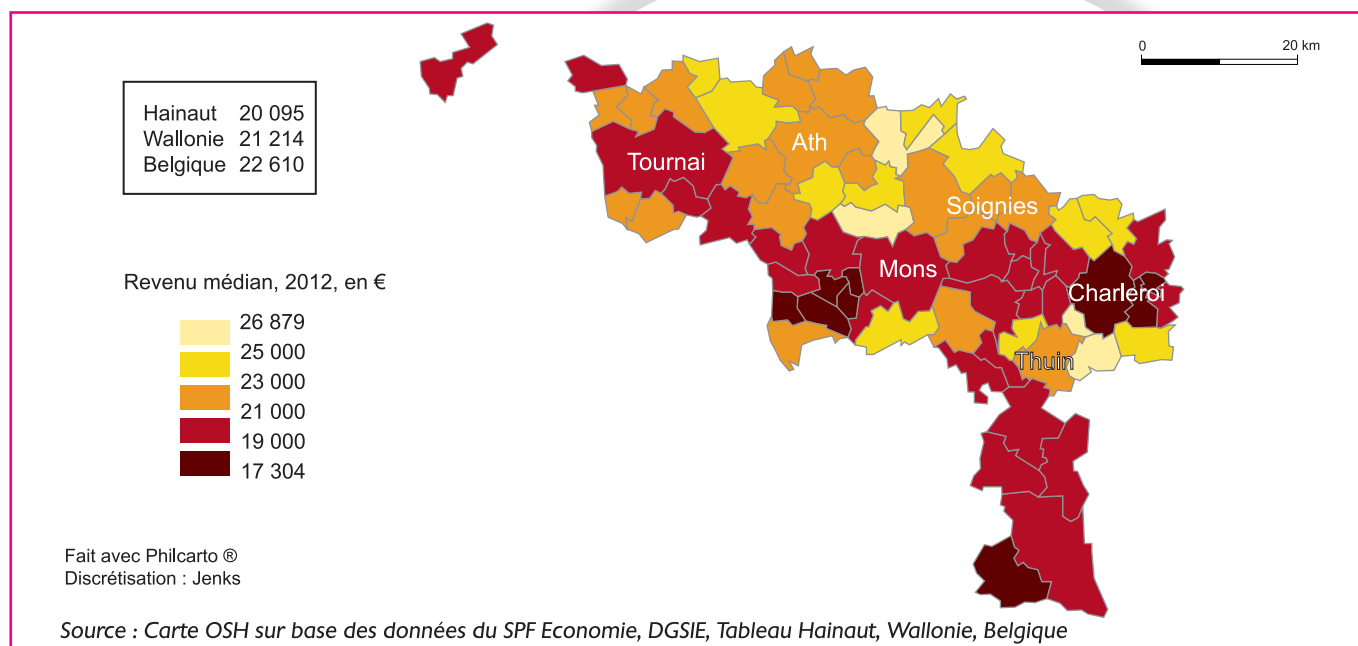 0 20 km
Hainaut 20 095
Wallonie 21 214
Belgique 22 610
Ath
Tournai
Soignies
Mons
Charleroi
Thuin
Revenu médian, 2012, en €
26 879
25 000
23 000
21 000
19 000
17 304
Fait avec Philcarto ®
Discrétisation : Jenks
Source : Carte OSH sur base des données du SPF Economie, DGSIE, Tableau Hainaut, Wallonie, Belgique